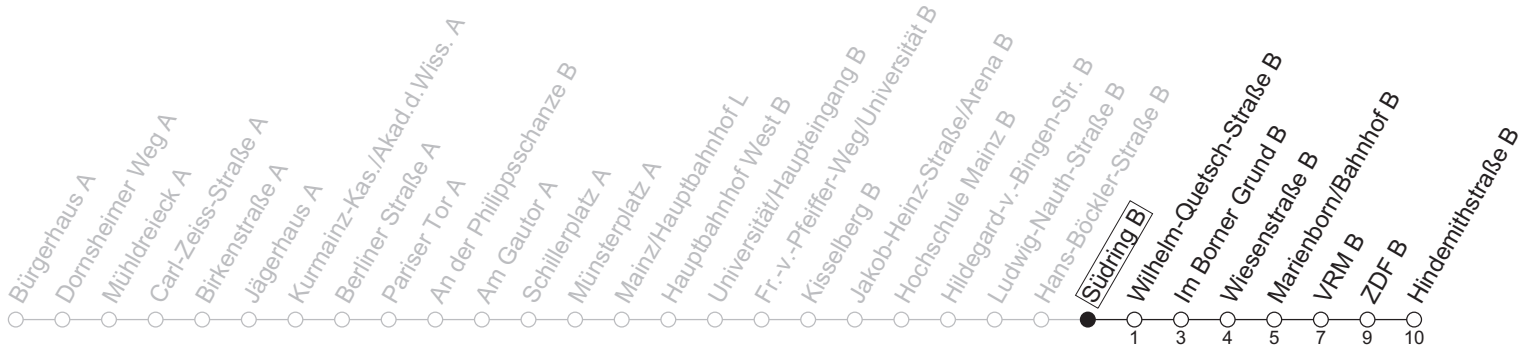 Bürgerhaus A
Dornsheimer Weg A
Mühldreieck A
Carl-Zeiss-Straße A
Birkenstraße A
Jägerhaus A
Kurmainz-Kas./Akad.d.Wiss. A
Berliner Straße A
Pariser Tor A
An der Philippsschanze B
Am Gautor A
Schillerplatz A
Münsterplatz A
Mainz/Hauptbahnhof L
Hauptbahnhof West B
Universität/Haupteingang B
Fr.-v.-Pfeiffer-Weg/Universität B
Kisselberg B
Jakob-Heinz-Straße/Arena B
Hochschule Mainz B
Hildegard-v.-Bingen-Str. B
Ludwig-Nauth-Straße B
Hans-Böckler-Straße B
Südring B
Wilhelm-Quetsch-Straße B
Im Borner Grund B
Wiesenstraße B
Marienborn/Bahnhof B
VRM B
ZDF B
Hindemithstraße B
1 3 4 5 7 9 10